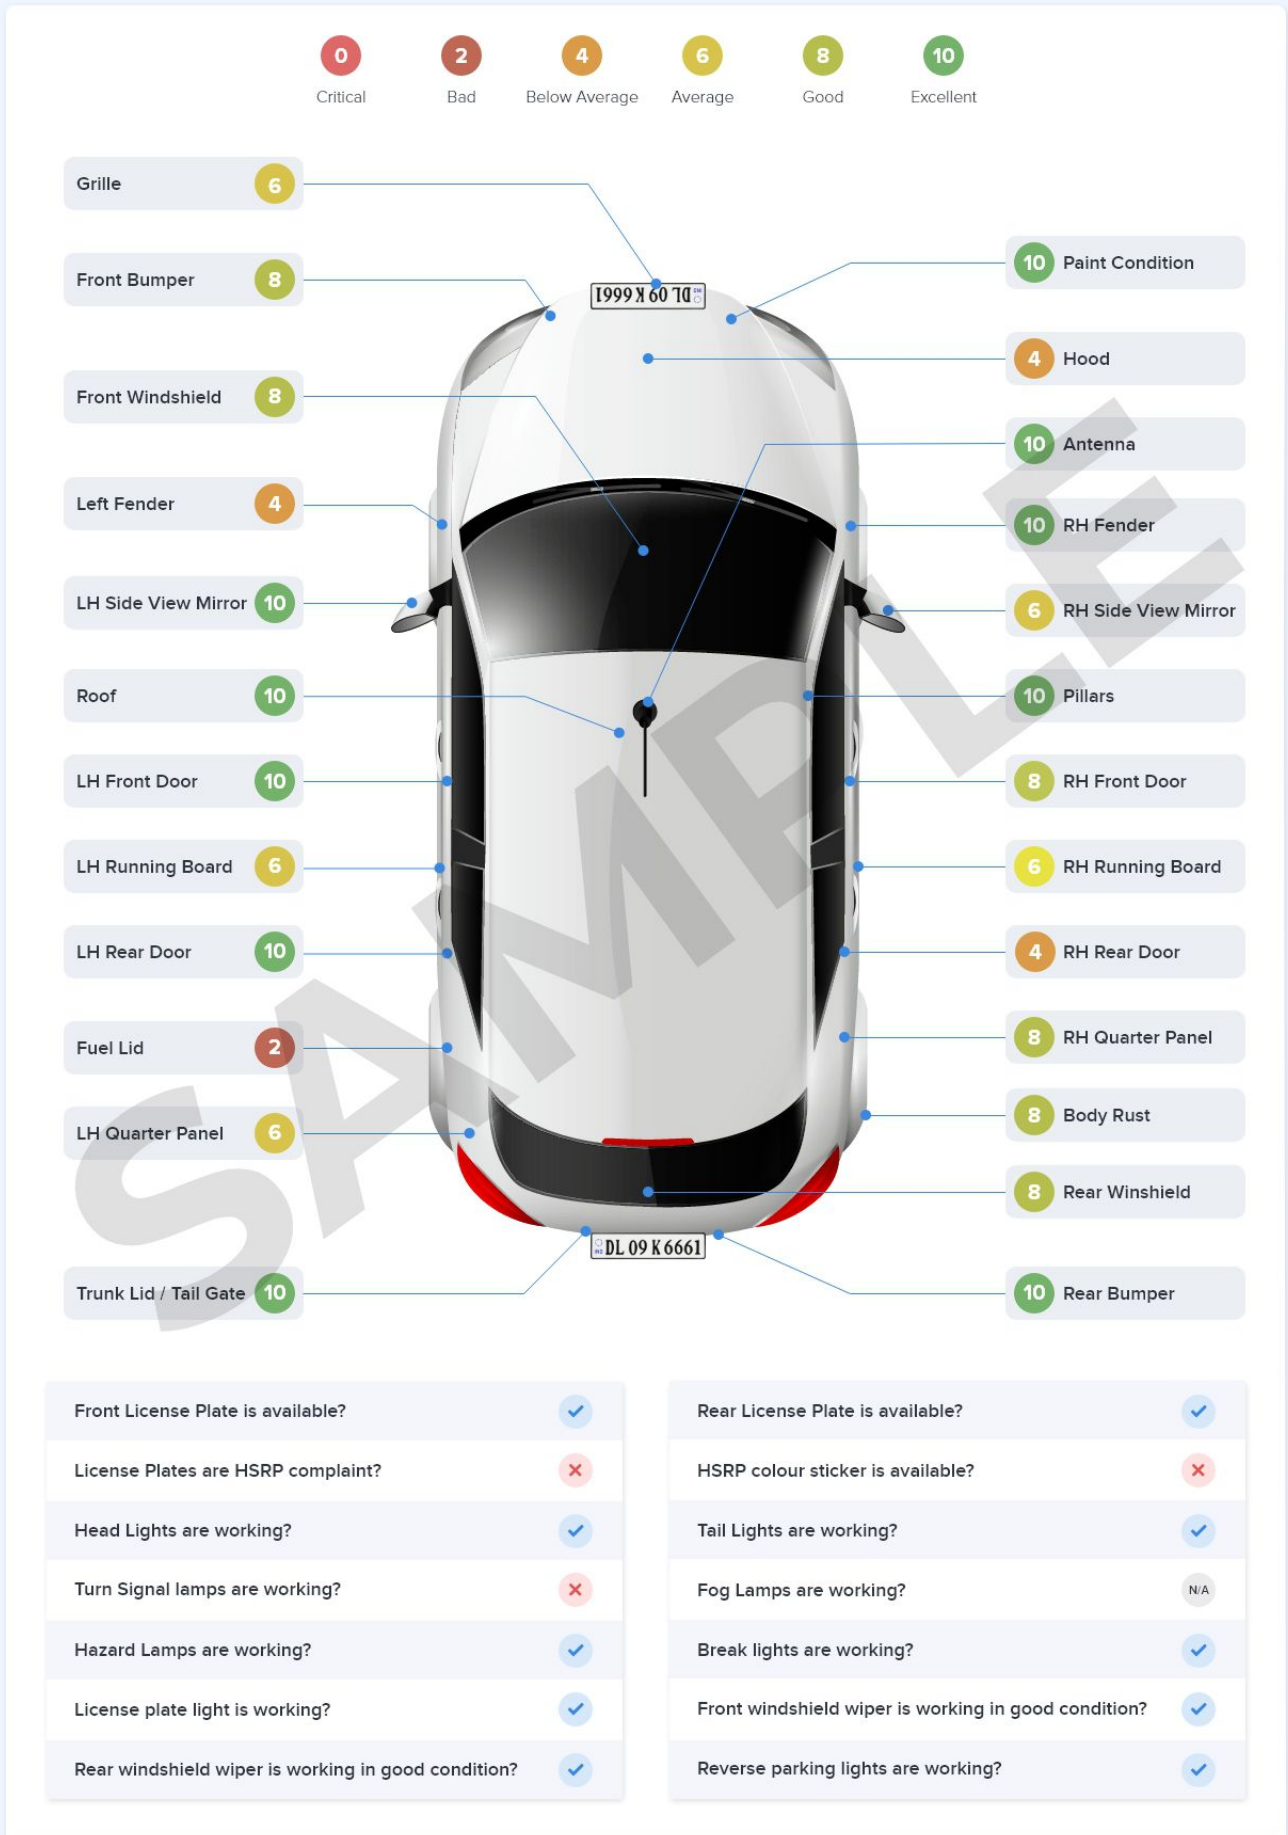 0 2 4 6 8 10
Critical Bad Below Average Average Good Excellent
Grille 6
10 Paint Condition
Front Bumper 8
DL 09 K 6661
IND
4 Hood
Front Windshield 8
10 Antenna
Left Fender 4
10 RH Fender
LH Side View Mirror 10
6 RH Side View Mirror
Roof 10
10 Pillars
LH Front Door 10
8 RH Front Door
LH Running Board 6
6 RH Running Board
LH Rear Door 10
4 RH Rear Door
Fuel Lid 2
8 RH Quarter Panel
LH Quarter Panel 6
8 Body Rust
8 Rear Winshield
IND
DL 09 K 6661
Trunk Lid / Tail Gate 10
10 Rear Bumper
SAMPLE
Front License Plate is available?
Rear License Plate is available?
License Plates are HSRP complaint?
HSRP colour sticker is available?
Head Lights are working?
Tail Lights are working?
Turn Signal lamps are working?
Fog Lamps are working? N/A
Hazard Lamps are working?
Break lights are working?
License plate light is working?
Front windshield wiper is working in good condition?
Rear windshield wiper is working in good condition?
Reverse parking lights are working?